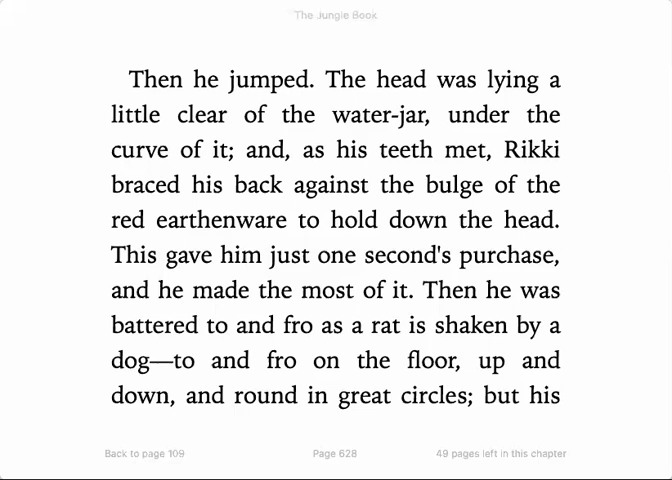 The Jungle Book
Then he jumped. The head was lying a
little clear of the water-jar, under the
curve of it; and, as his teeth met, Rikki
braced his back against the bulge of the
red earthenware to hold down the head.
This gave him just one second's purchase,
and he made the most of it. Then he was
battered to and fro as a rat is shaken by a
dog—to and fro on the floor, up and
down, and round in great circles; but his
Back to page 109
Page 628
49 pages left in this chapter